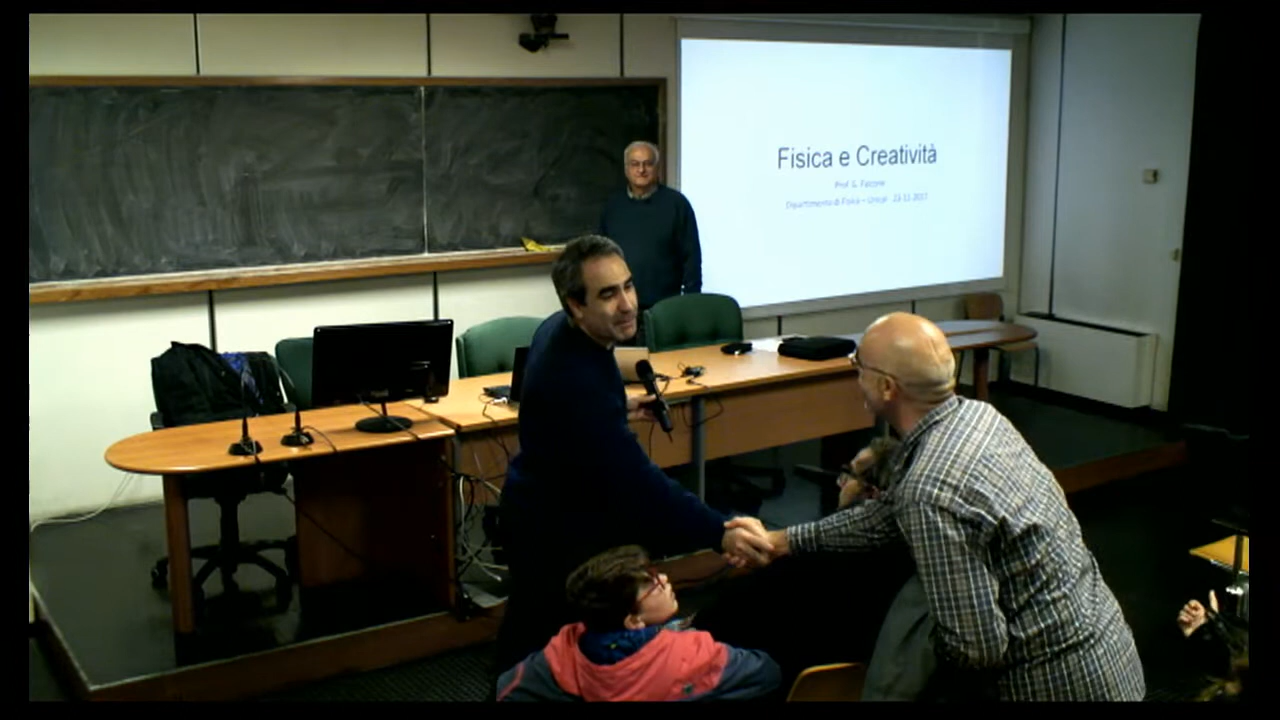 Fisica e Creatività
Prof. G. Falcone
Dipartimento di Fisica – Unical 23 11 2017